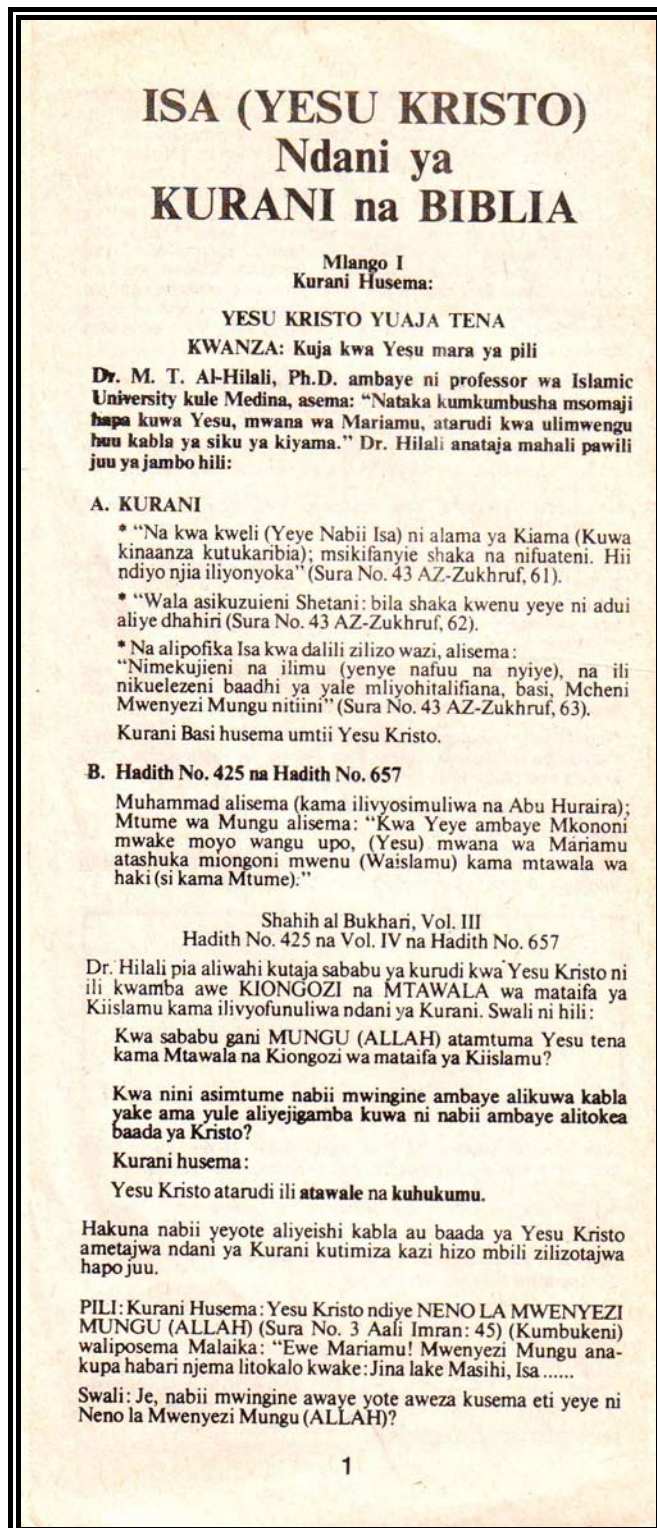 ISA (YESU KRISTO)
Ndani ya
KURANI na BIBLIA
Mlango I
Kurani Husema:
YESU KRISTO YUAJA TENA
KWANZA: Kuja kwa Yesu mara ya pili
Dr. M. T. Al-Hilali, Ph.D. ambaye ni professor wa Islamic
University kule Medina, asema: “Nataka kumkumbusha msomaji
hapa kuwa Yesu, mwana wa Mariamu, atarudi kwa ulimwengu
huu kabla ya siku ya kiyama.” Dr. Hilali anataja mahali pawili
juu ya jambo hili:
A. KURANI
* “Na kwa kweli (Yeye Nabii Isa) ni alama ya Kiama (Kuwa
kinaanza kutukaribia); msikifanyie shaka na nifuateni. Hii
ndiyo njia iliyonyoka” (Sura No. 43 AZ-Zukhruf, 61).
* “Wala asikuzuieni Shetani: bila shaka kwenu yeye ni adui
aliye dhahiri (Sura No. 43 AZ-Zukhruf, 62).
* Na alipofika Isa kwa dalili zilizo wazi, alisema:
“Nimekujieni na ilimu (yenye nafuu na nyiye), na ili
nikuelezeni baadhi ya yale mliyohitalifiana, basi, Mcheni
Mwenyezi Mungu nitiini” (Sura No. 43 AZ-Zukhruf, 63).
Kurani Basi husema umtii Yesu Kristo.
B. Hadith No. 425 na Hadith No. 657
Muhammad alisema (kama ilivyosimuliwa na Abu Huraira);
Mtume wa Mungu alisema: “Kwa Yeye ambaye Mkononi
mwake moyo wangu upo, (Yesu) mwana wa Mariamu
atashuka miongoni mwenu (Waislamu) kama mtawala wa
haki (si kama Mtume).”
Shahih al Bukhari, Vol. III
Hadith No. 425 na Vol. IV na Hadith No. 657
Dr. Hilali pia aliwahi kutaja sababu ya kurudi kwa Yesu Kristo ni
ili kwamba awe KIONGOZI na MTAWALA wa mataifa ya
Kiislamu kama ilivyofunuliwa ndani ya Kurani. Swali ni hili:
Kwa sababu gani MUNGU (ALLAH) atamtuma Yesu tena
kama Mtawala na Kiongozi wa mataifa ya Kiislamu?
Kwa nini asimtume nabii mwingine ambaye alikuwa kabla
yake ama yule aliyejigamba kuwa ni nabii ambaye alitokea
baada ya Kristo?
Kurani husema:
Yesu Kristo atarudi ili atawale na kuhukumu.
Hakuna nabii yeyote aliyeishi kabla au baada ya Yesu Kristo
ametajwa ndani ya Kurani kutimiza kazi hizo mbili zilizotajwa
hapo juu.
PILI: Kurani Husema: Yesu Kristo ndiye NENO LA MWENYEZI
MUNGU (ALLAH) (Sura No. 3 Aali Imran: 45) (Kumbukeni)
waliposema Malaika: “Ewe Mariamu! Mwenyezi Mungu ana-
kupa habari njema litokalo kwake: Jina lake Masihi, Isa ......
Swali: Je, nabii mwingine awaye yote aweza kusema eti yeye ni
Neno la Mwenyezi Mungu (ALLAH)?
1